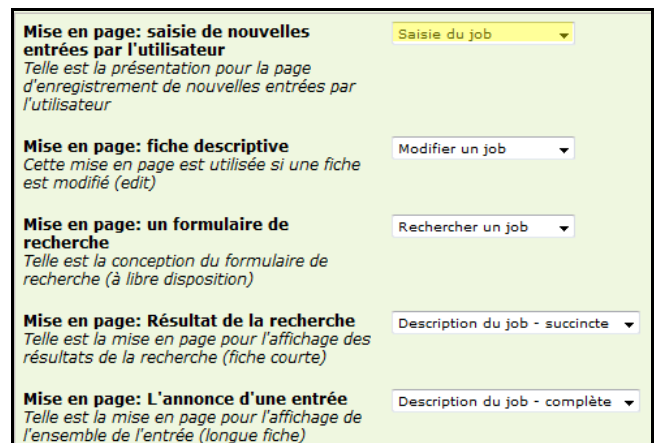 Mise en page: saisie de nouvelles
entrées par l'utilisateur
Saisie du job
Telle est la présentation pour la page
d'enregistrement de nouvelles entrées par
l'utilisateur
Mise en page: fiche descriptive
Modifier un job
Cette mise en page est utilisée si une fiche
est modifié (edit)
Mise en page: un formulaire de
recherche
Rechercher un job
Telle est la conception du formulaire de
recherche (à libre disposition)
Mise en page: Résultat de la recherche
Description du job - succincte
Telle est la mise en page pour l'affichage des
résultats de la recherche (fiche courte)
Mise en page: L'annonce d'une entrée
Description du job - complète
Telle est la mise en page pour l'affichage de
l'ensemble de l'entrée (longue fiche)